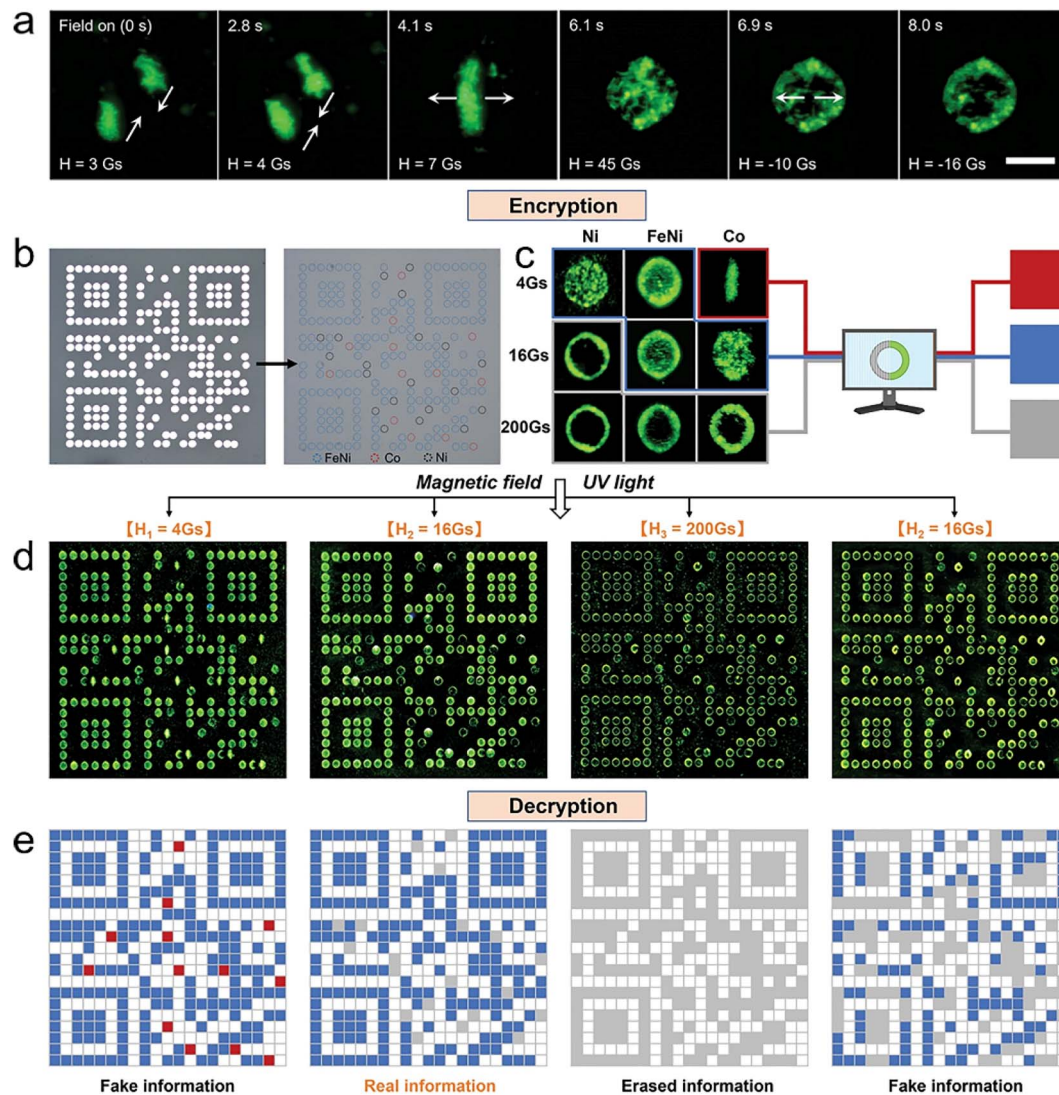 a
Field on (0 s)
2.8 s
4.1 s
6.1 s
6.9 s
8.0 s
H = 3 Gs
H = 4 Gs
H = 7 Gs
H = 45 Gs
H = -10 Gs
H = -16 Gs
Encryption
b
FeNi
Co
Ni
c
Ni
FeNi
Co
4Gs
16Gs
200Gs
Magnetic field
UV light
【H₁ = 4Gs】
【H₂ = 16Gs】
【H₃ = 200Gs】
【H₂ = 16Gs】
d
Decryption
e
Fake information
Real information
Erased information
Fake information